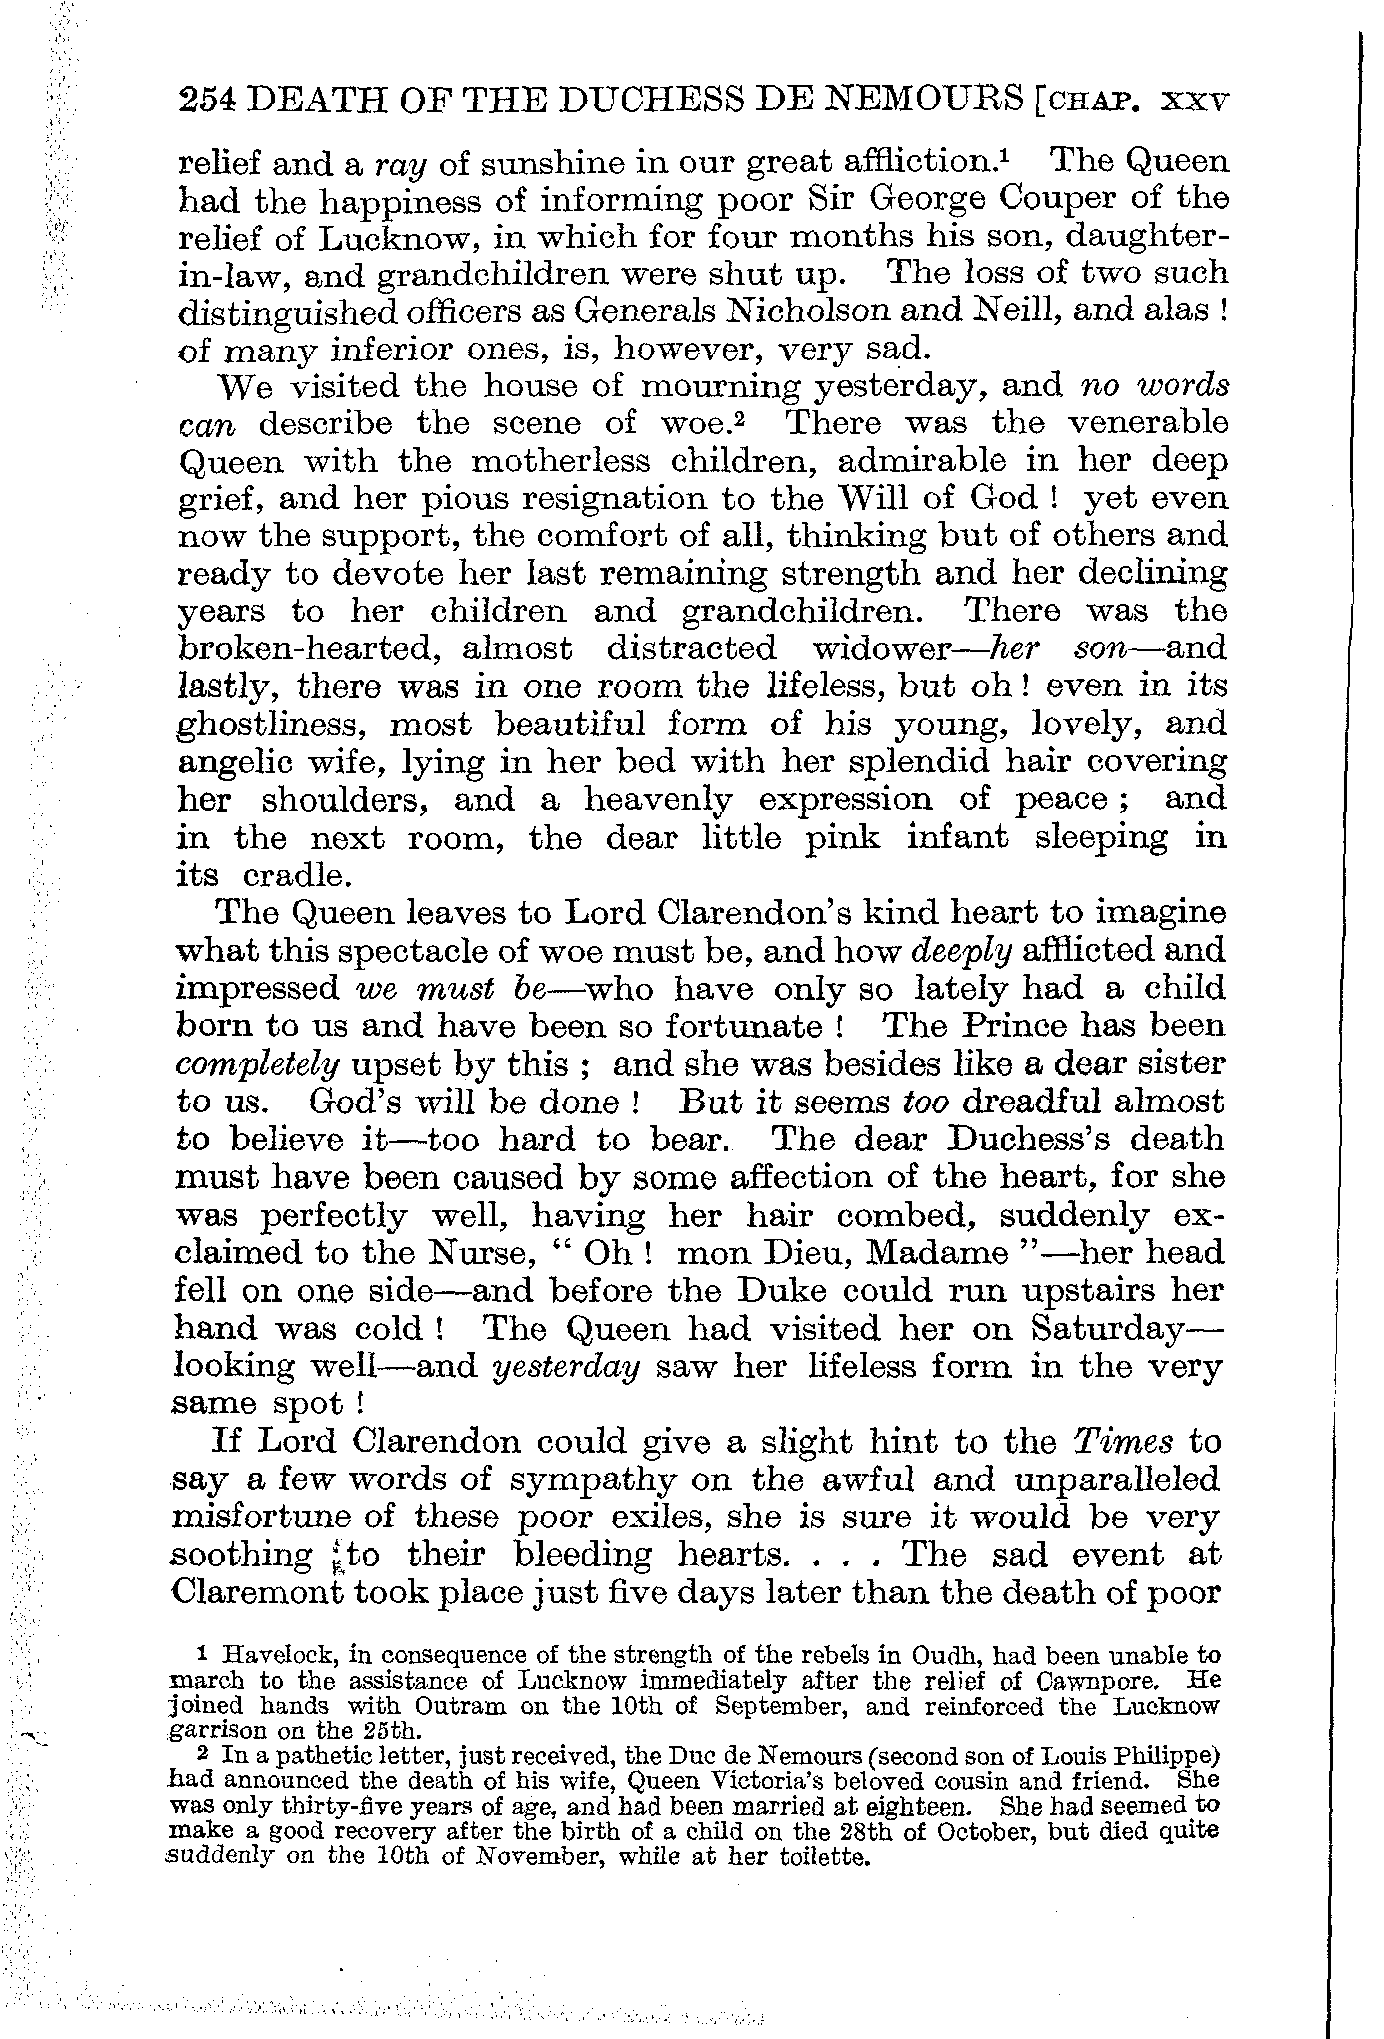 254 DEATH OF THE DUCHESS DE NEMOURS [CHAP. XXV
relief and a ray of sunshine in our great affliction.¹ The Queen
had the happiness of informing poor Sir George Couper of the
relief of Lucknow, in which for four months his son, daughter-
in-law, and grandchildren were shut up. The loss of two such
distinguished officers as Generals Nicholson and Neill, and alas !
of many inferior ones, is, however, very sad.
We visited the house of mourning yesterday, and no words
can describe the scene of woe.² There was the venerable
Queen with the motherless children, admirable in her deep
grief, and her pious resignation to the Will of God ! yet even
now the support, the comfort of all, thinking but of others and
ready to devote her last remaining strength and her declining
years to her children and grandchildren. There was the
broken-hearted, almost distracted widower—her son—and
lastly, there was in one room the lifeless, but oh ! even in its
ghostliness, most beautiful form of his young, lovely, and
angelic wife, lying in her bed with her splendid hair covering
her shoulders, and a heavenly expression of peace ; and
in the next room, the dear little pink infant sleeping in
its cradle.
The Queen leaves to Lord Clarendon's kind heart to imagine
what this spectacle of woe must be, and how deeply afflicted and
impressed we must be—who have only so lately had a child
born to us and have been so fortunate ! The Prince has been
completely upset by this ; and she was besides like a dear sister
to us. God's will be done ! But it seems too dreadful almost
to believe it—too hard to bear. The dear Duchess's death
must have been caused by some affection of the heart, for she
was perfectly well, having her hair combed, suddenly ex-
claimed to the Nurse, " Oh ! mon Dieu, Madame "—her head
fell on one side—and before the Duke could run upstairs her
hand was cold ! The Queen had visited her on Saturday—
looking well—and yesterday saw her lifeless form in the very
same spot !
If Lord Clarendon could give a slight hint to the Times to
say a few words of sympathy on the awful and unparalleled
misfortune of these poor exiles, she is sure it would be very
soothing to their bleeding hearts. . . . The sad event at
Claremont took place just five days later than the death of poor
1 Havelock, in consequence of the strength of the rebels in Oudh, had been unable to
march to the assistance of Lucknow immediately after the relief of Cawnpore. He
joined hands with Outram on the 10th of September, and reinforced the Lucknow
garrison on the 25th.
2 In a pathetic letter, just received, the Duc de Nemours (second son of Louis Philippe)
had announced the death of his wife, Queen Victoria's beloved cousin and friend. She
was only thirty-five years of age, and had been married at eighteen. She had seemed to
make a good recovery after the birth of a child on the 28th of October, but died quite
suddenly on the 10th of November, while at her toilette.